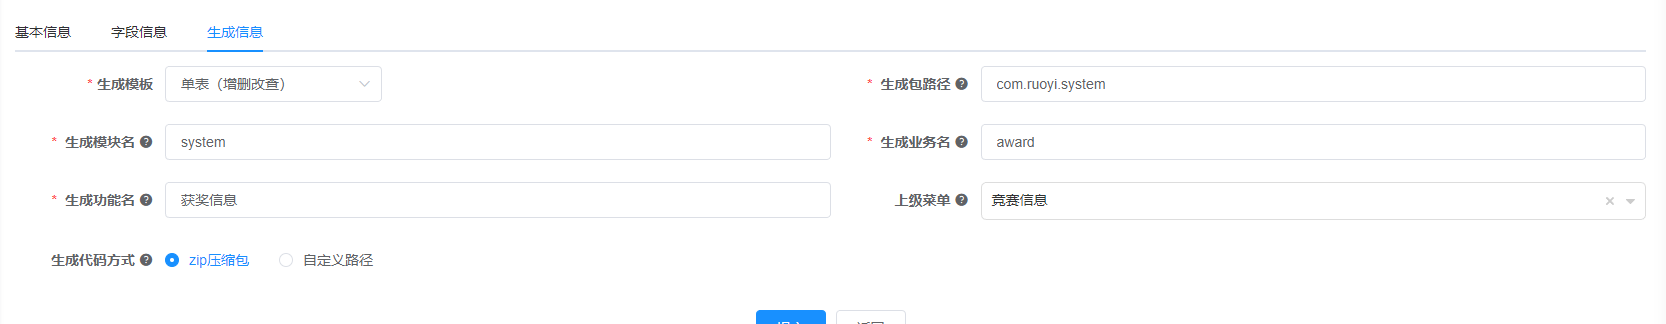 基本信息 字段信息 生成信息
* 生成模板 单表（增删改查） * 生成包路径 com.ruoyi.system
* 生成模块名 system * 生成业务名 award
* 生成功能名 获奖信息 上级菜单 竞赛信息
生成代码方式 zip压缩包 自定义路径